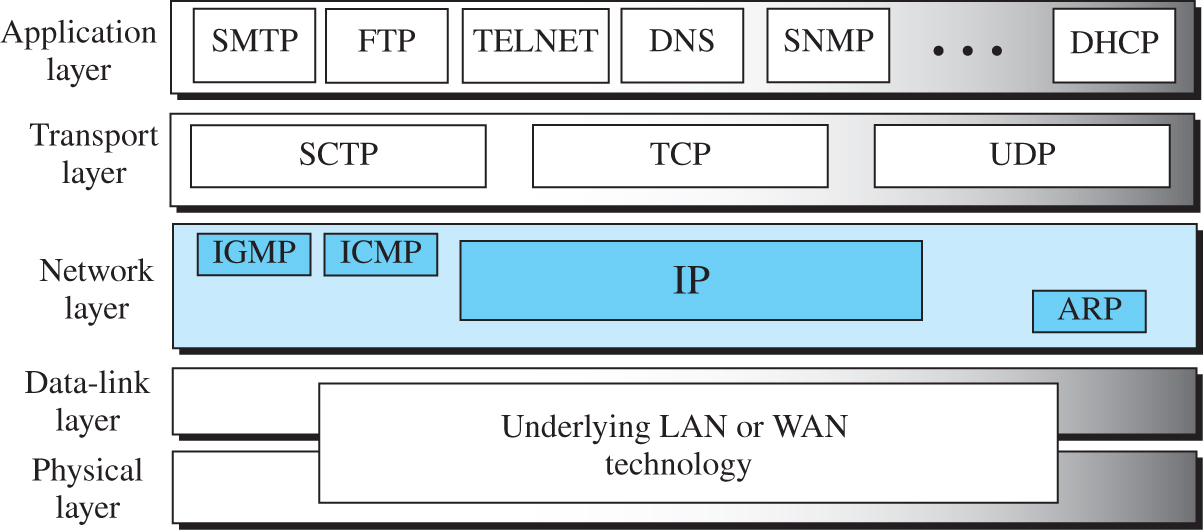 Application
layer
SMTP
FTP
TELNET
DNS
SNMP
• • •
DHCP
Transport
layer
SCTP
TCP
UDP
Network
layer
IGMP
ICMP
IP
ARP
Data-link
layer
Underlying LAN or WAN
technology
Physical
layer